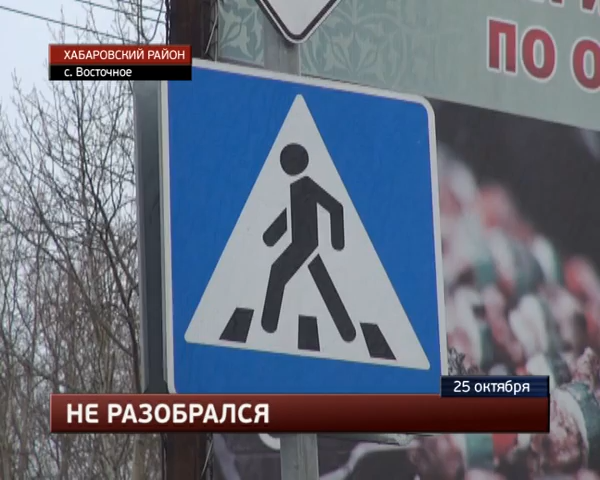 ХАБАРОВСКИЙ РАЙОН
с. Восточное
ПО
25 октября
НЕ РАЗОБРАЛСЯ